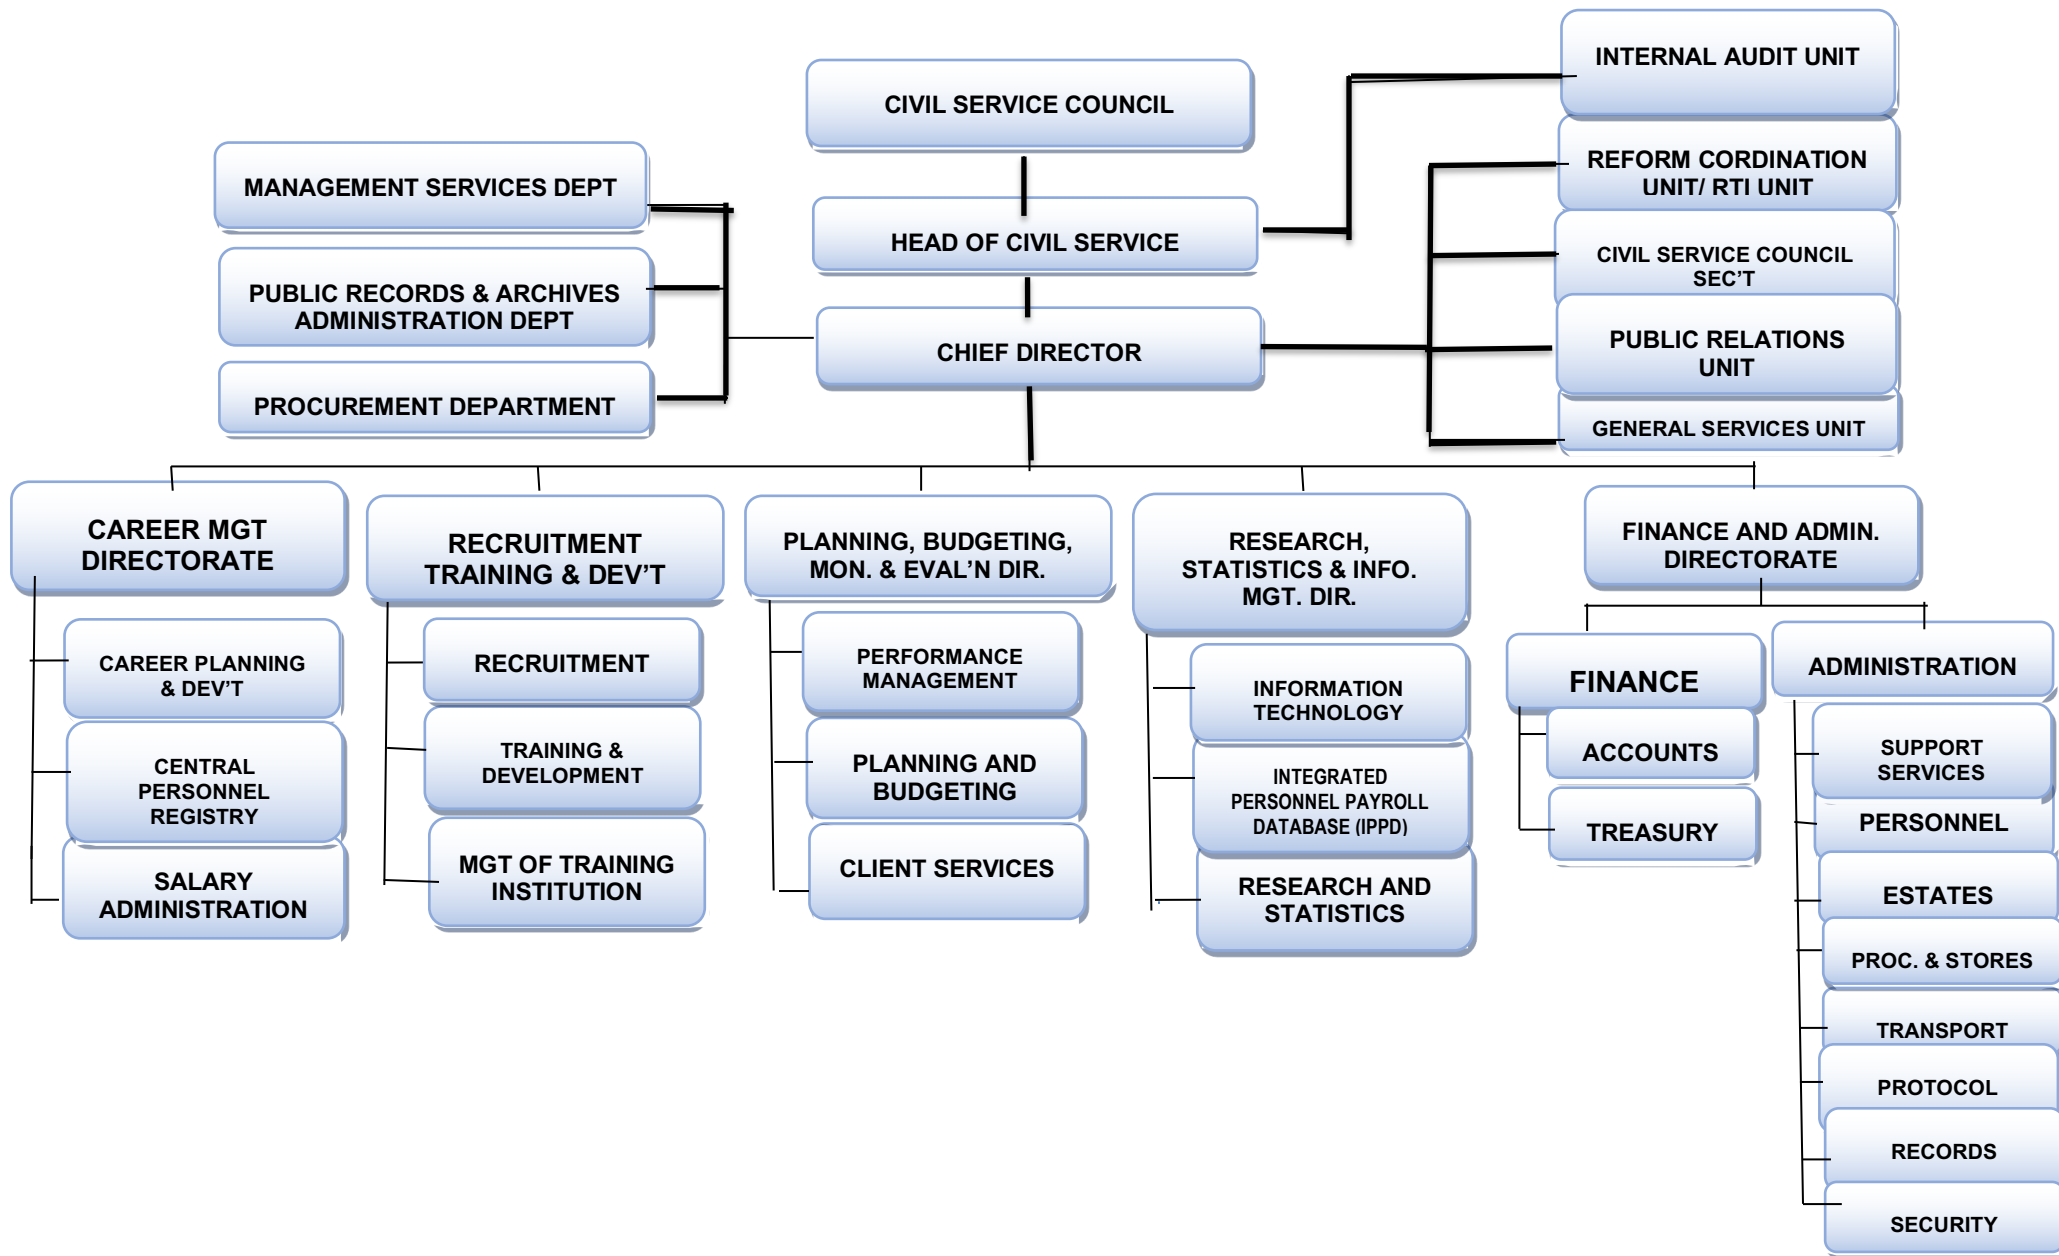 CIVIL SERVICE COUNCIL
HEAD OF CIVIL SERVICE
CHIEF DIRECTOR
MANAGEMENT SERVICES DEPT
PUBLIC RECORDS & ARCHIVES
ADMINISTRATION DEPT
PROCUREMENT DEPARTMENT
INTERNAL AUDIT UNIT
REFORM CORDINATION
UNIT/ RTI UNIT
CIVIL SERVICE COUNCIL
SEC’T
PUBLIC RELATIONS
UNIT
GENERAL SERVICES UNIT
CAREER MGT
DIRECTORATE
CAREER PLANNING
& DEV’T
CENTRAL
PERSONNEL
REGISTRY
SALARY
ADMINISTRATION
RECRUITMENT
TRAINING & DEV’T
RECRUITMENT
TRAINING &
DEVELOPMENT
MGT OF TRAINING
INSTITUTION
PLANNING, BUDGETING,
MON. & EVAL’N DIR.
PERFORMANCE
MANAGEMENT
PLANNING AND
BUDGETING
CLIENT SERVICES
RESEARCH,
STATISTICS & INFO.
MGT. DIR.
INFORMATION
TECHNOLOGY
INTEGRATED
PERSONNEL PAYROLL
DATABASE (IPPD)
RESEARCH AND
STATISTICS
FINANCE AND ADMIN.
DIRECTORATE
FINANCE
ACCOUNTS
TREASURY
ADMINISTRATION
SUPPORT
SERVICES
PERSONNEL
ESTATES
PROC. & STORES
TRANSPORT
PROTOCOL
RECORDS
SECURITY